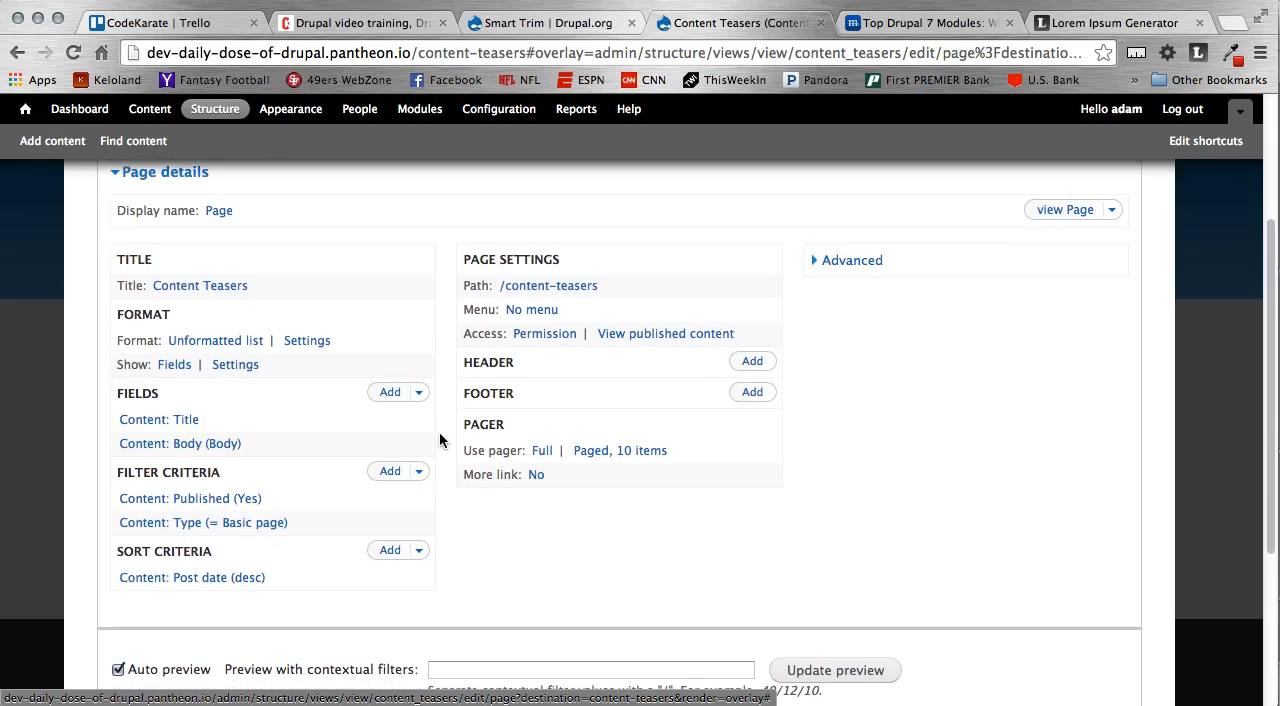 CodeKarate | Trello
Drupal video training, Dr
Smart Trim | Drupal.org
Content Teasers (Conten
Top Drupal 7 Modules: W
Lorem Ipsum Generator
dev-daily-dose-of-drupal.pantheon.io/content-teasers#overlay=admin/structure/views/view/content_teasers/edit/page%3Fdestinatio...
Apps
Keloland
Fantasy Football
49ers WebZone
Facebook
NFL
ESPN
CNN
ThisWeekIn
Pandora
First PREMIER Bank
U.S. Bank
»
Other Bookmarks
Dashboard
Content
Structure
Appearance
People
Modules
Configuration
Reports
Help
Hello adam
Log out
Add content
Find content
Edit shortcuts
Page details
Display name: Page
view Page
TITLE
Title: Content Teasers
FORMAT
Format: Unformatted list | Settings
Show: Fields | Settings
FIELDS
Add
Content: Title
Content: Body (Body)
FILTER CRITERIA
Add
Content: Published (Yes)
Content: Type (= Basic page)
SORT CRITERIA
Add
Content: Post date (desc)
PAGE SETTINGS
Path: /content-teasers
Menu: No menu
Access: Permission | View published content
HEADER
Add
FOOTER
Add
PAGER
Use pager: Full | Paged, 10 items
More link: No
Advanced
Auto preview
Preview with contextual filters:
Update preview
dev-daily-dose-of-drupal.pantheon.io/admin/structure/views/view/content_teasers/edit/page?destination=content-teasers&render=overlay#